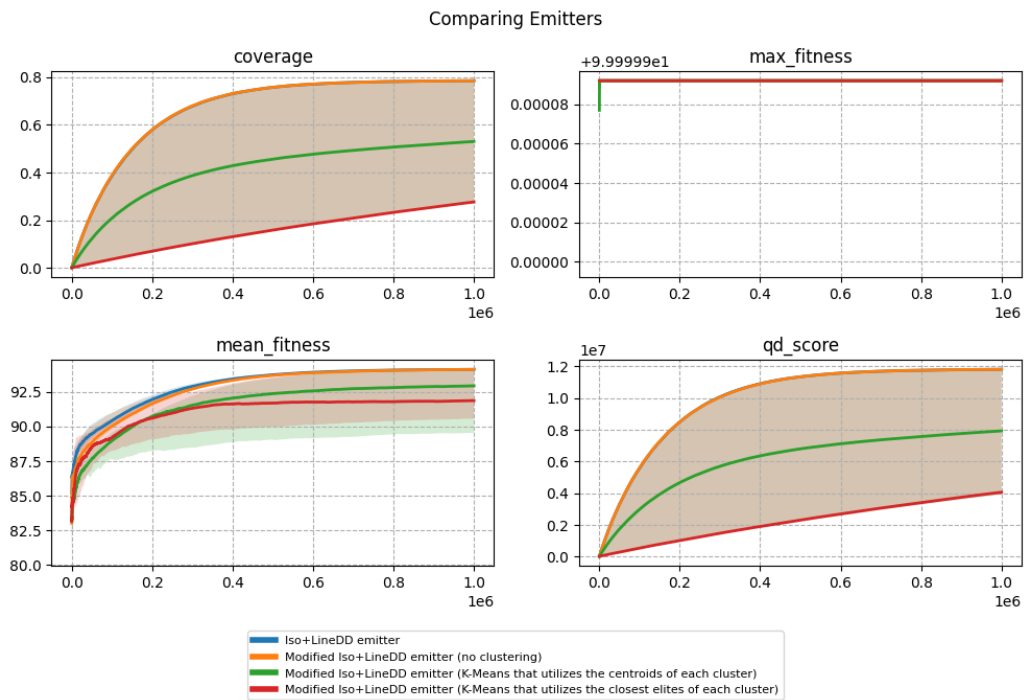 Comparing Emitters
coverage
0.8
0.6
0.4
0.2
0.0
0.0 0.2 0.4 0.6 0.8 1.0
1e6
max_fitness
+9.99999e1
0.00008
0.00006
0.00004
0.00002
0.00000
0.0 0.2 0.4 0.6 0.8 1.0
1e6
mean_fitness
92.5
90.0
87.5
85.0
82.5
80.0
0.0 0.2 0.4 0.6 0.8 1.0
1e6
qd_score
1e7
1.2
1.0
0.8
0.6
0.4
0.2
0.0
0.0 0.2 0.4 0.6 0.8 1.0
1e6
Iso+LineDD emitter
Modified Iso+LineDD emitter (no clustering)
Modified Iso+LineDD emitter (K-Means that utilizes the centroids of each cluster)
Modified Iso+LineDD emitter (K-Means that utilizes the closest elites of each cluster)